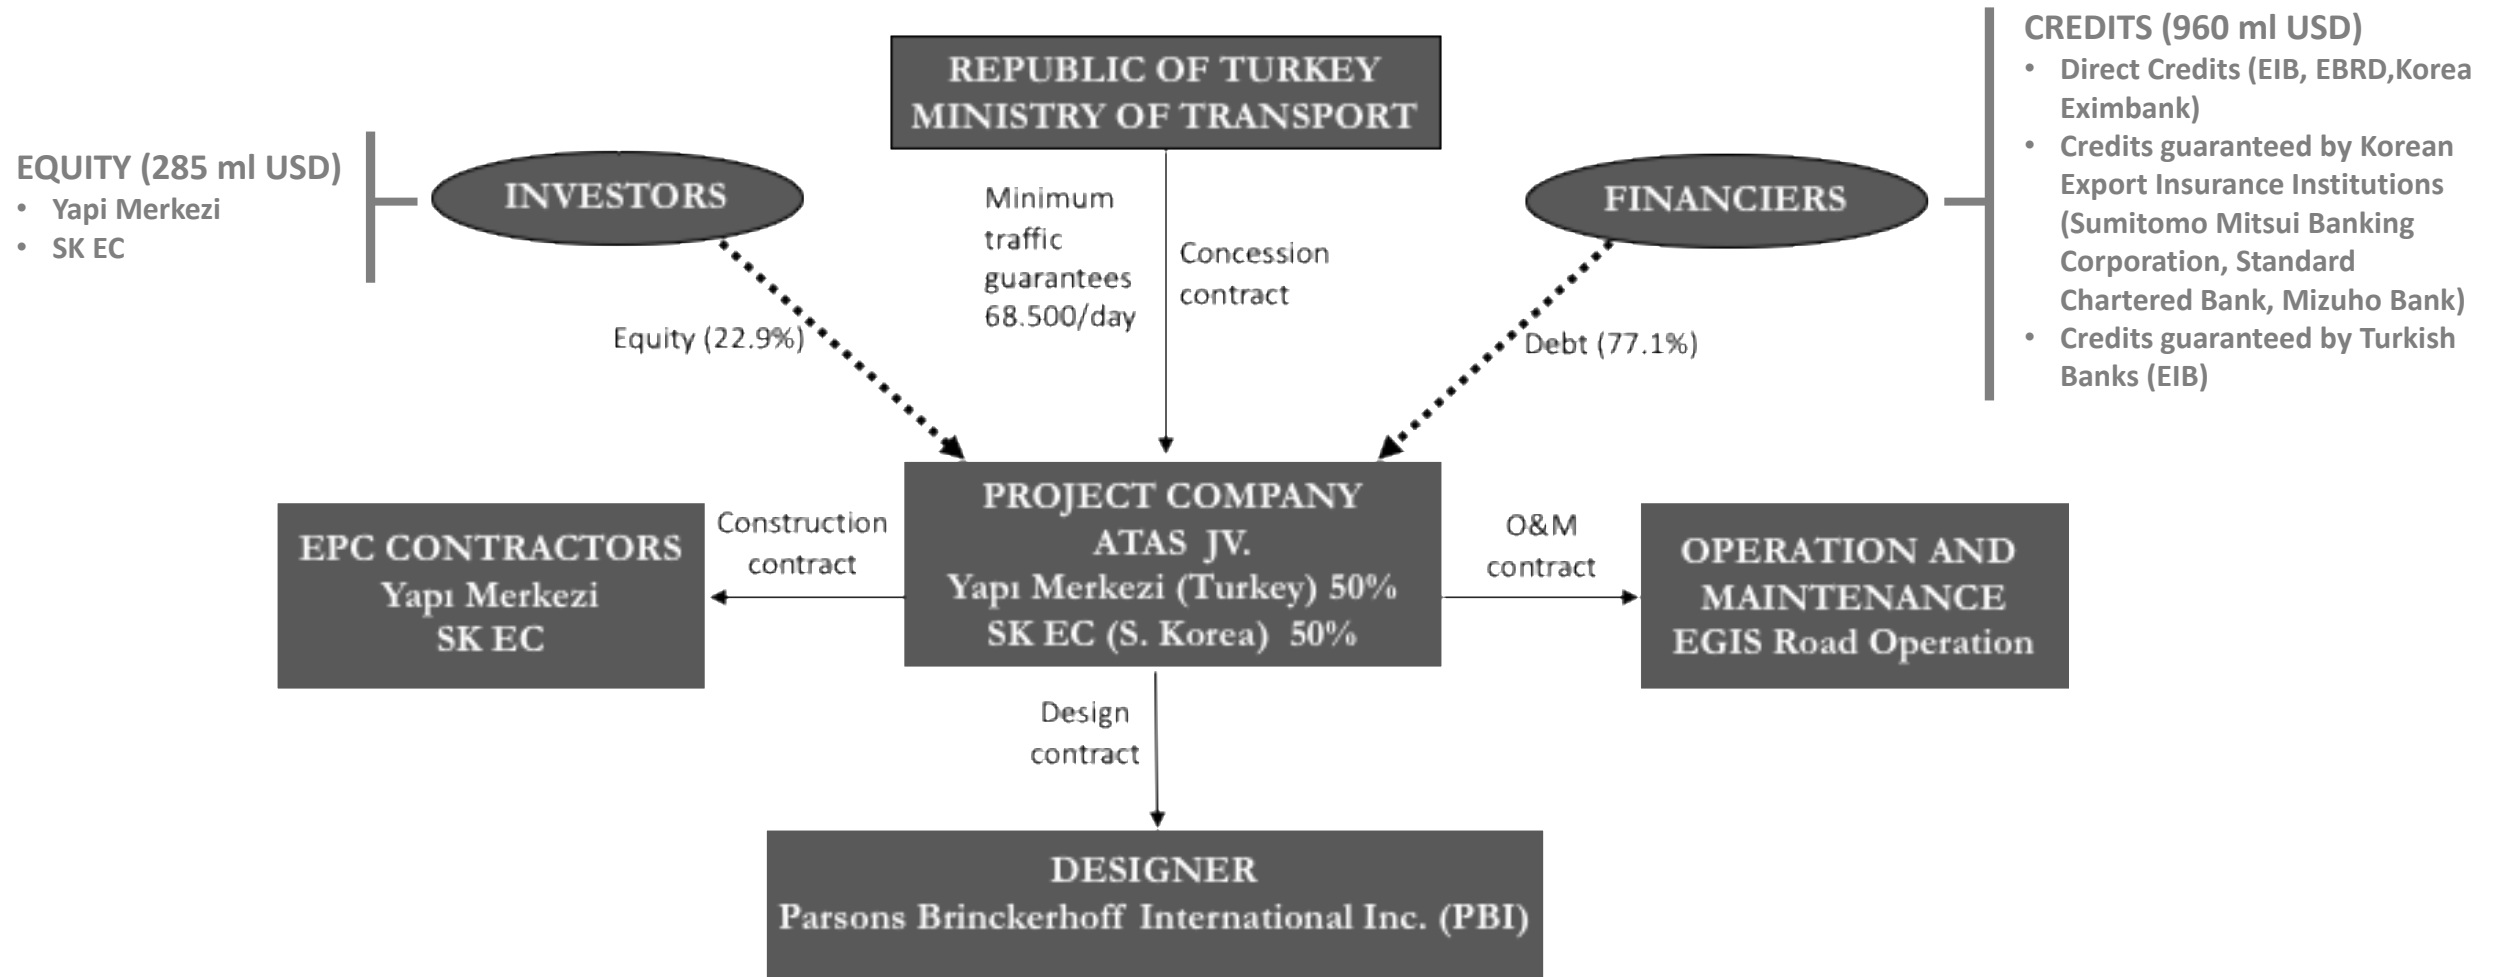 REPUBLIC OF TURKEY
MINISTRY OF TRANSPORT
EQUITY (285 ml USD)
• Yapi Merkezi
• SK EC
INVESTORS
Minimum
traffic
guarantees
68.500/day
Concession
contract
FINANCIERS
CREDITS (960 ml USD)
• Direct Credits (EIB, EBRD,Korea
Eximbank)
• Credits guaranteed by Korean
Export Insurance Institutions
(Sumitomo Mitsui Banking
Corporation, Standard
Chartered Bank, Mizuho Bank)
• Credits guaranteed by Turkish
Banks (EIB)
Equity (22.9%)
Debt (77.1%)
EPC CONTRACTORS
Yapı Merkezi
SK EC
Construction
contract
PROJECT COMPANY
ATAS JV.
Yapı Merkezi (Turkey) 50%
SK EC (S. Korea) 50%
O&M
contract
OPERATION AND
MAINTENANCE
EGIS Road Operation
Design
contract
DESIGNER
Parsons Brinckerhoff International Inc. (PBI)